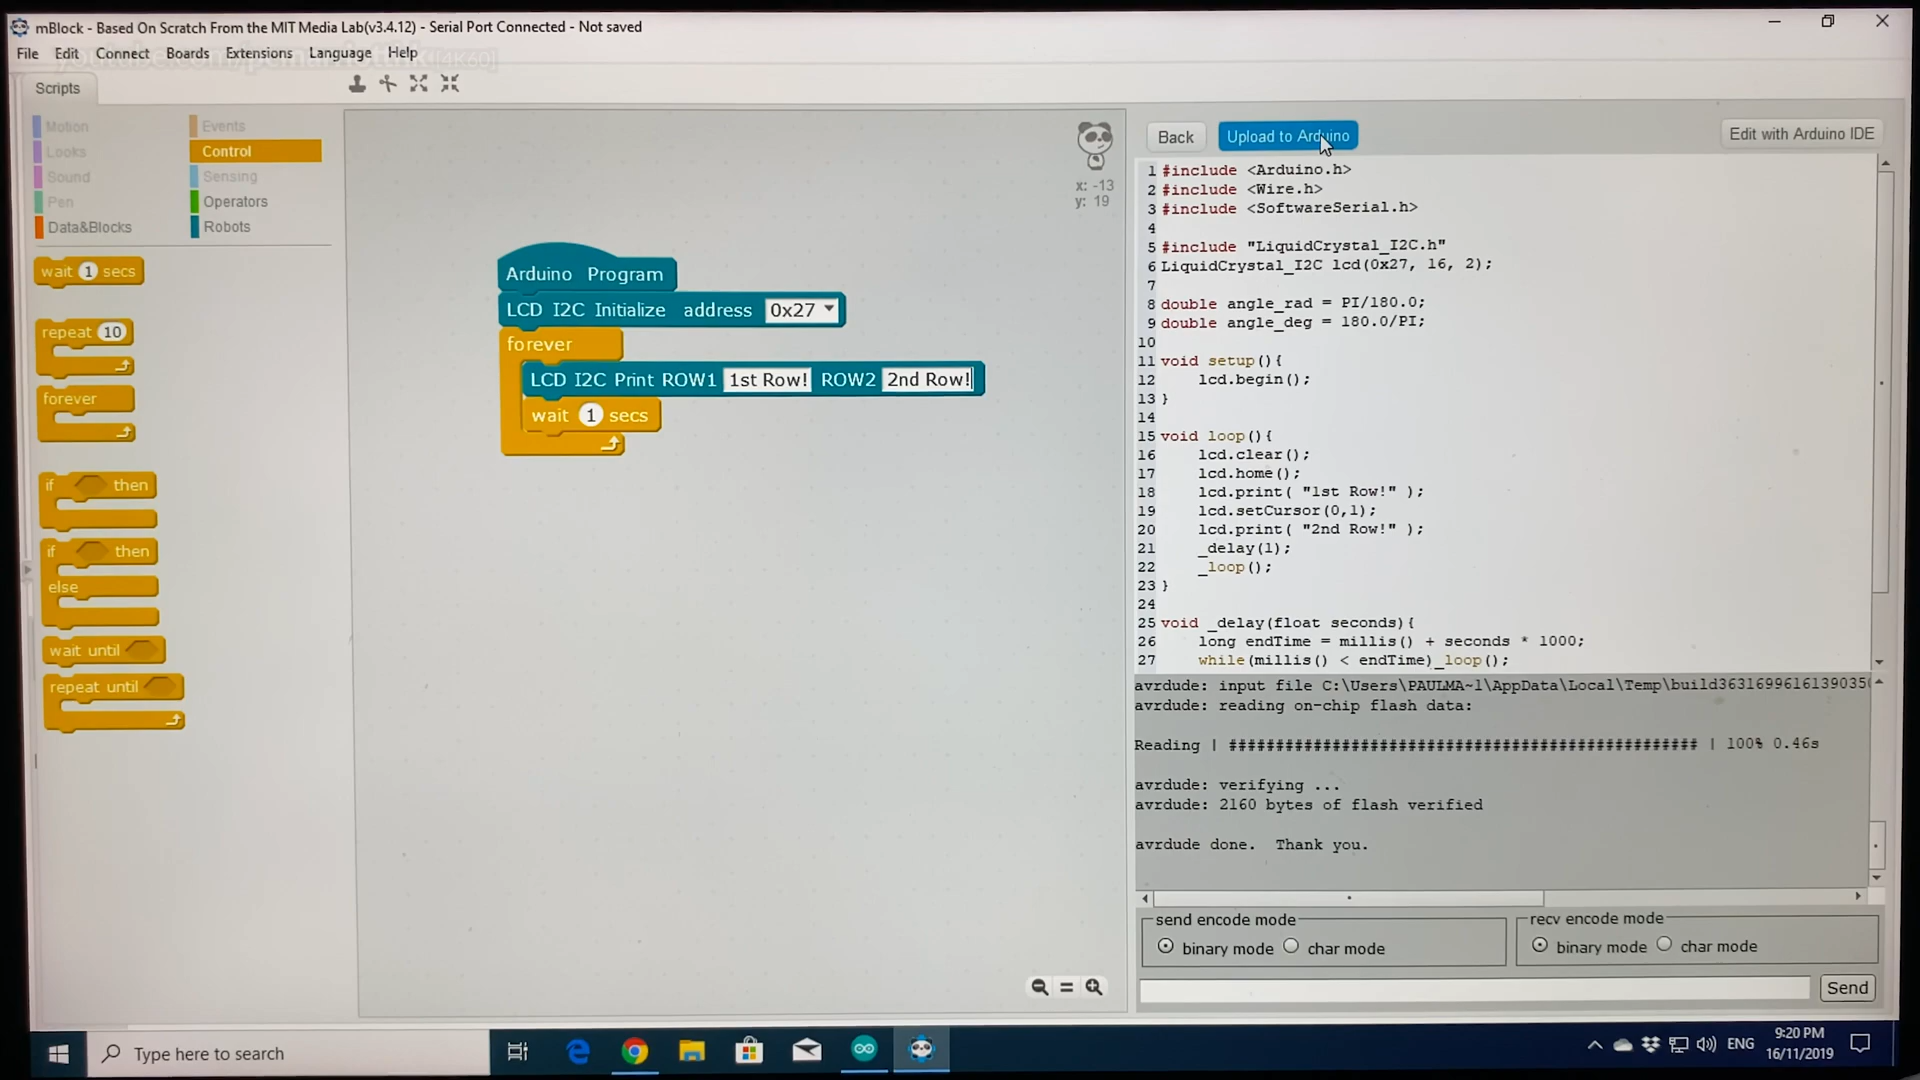 mBlock - Based On Scratch From the MIT Media Lab(v3.4.12) - Serial Port Connected - Not saved
File Edit Connect Boards Extensions Language Help
[4K60]
Scripts
Motion Events
Looks Control
Sound Sensing
Pen Operators
Data&Blocks Robots
wait 1 secs
repeat 10
forever
if then
if then
else
wait until
repeat until
x: -13
y: 19
Arduino Program
LCD I2C Initialize address 0x27
forever
LCD I2C Print ROW1 1st Row! ROW2 2nd Row!
wait 1 secs
Back Upload to Arduino Edit with Arduino IDE
1 #include <Arduino.h>
2 #include <Wire.h>
3 #include <SoftwareSerial.h>
4
5 #include "LiquidCrystal_I2C.h"
6 LiquidCrystal_I2C lcd(0x27, 16, 2);
7
8 double angle_rad = PI/180.0;
9 double angle_deg = 180.0/PI;
10
11 void setup(){
12 lcd.begin();
13 }
14
15 void loop(){
16 lcd.clear();
17 lcd.home();
18 lcd.print( "1st Row!" );
19 lcd.setCursor(0,1);
20 lcd.print( "2nd Row!" );
21 _delay(1);
22 _loop();
23 }
24
25 void _delay(float seconds){
26 long endTime = millis() + seconds * 1000;
27 while(millis() < endTime)_loop();
avrdude: input file C:\Users\PAULMA~1\AppData\Local\Temp\build3631699616139035
avrdude: reading on-chip flash data:
Reading | ################################################## | 100% 0.46s
avrdude: verifying ...
avrdude: 2160 bytes of flash verified
avrdude done. Thank you.
send encode mode
binary mode char mode
recv encode mode
binary mode char mode
Send
Type here to search
ENG
9:20 PM
16/11/2019